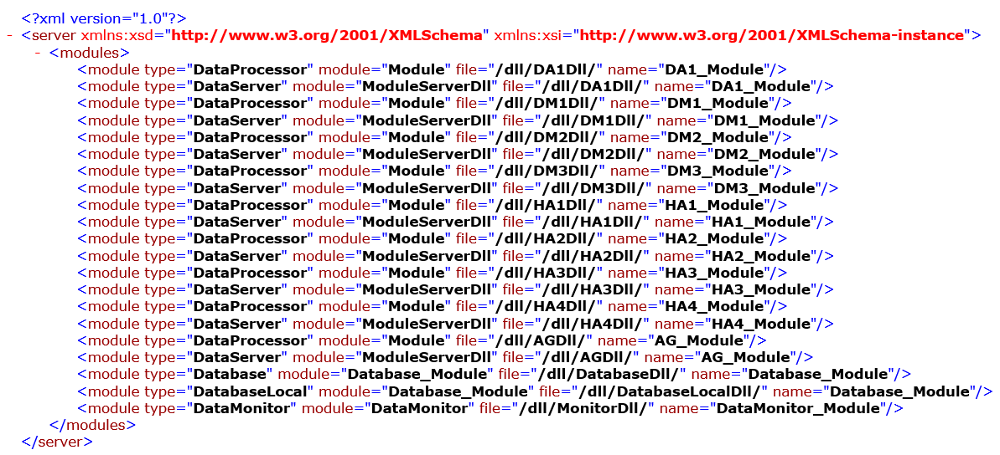 <?xml version="1.0"?>
- <server xmlns:xsd="http://www.w3.org/2001/XMLSchema" xmlns:xsi="http://www.w3.org/2001/XMLSchema-instance">
- <modules>
<module type="DataProcessor" module="Module" file="/dll/DA1Dll/" name="DA1_Module"/>
<module type="DataServer" module="ModuleServerDll" file="/dll/DA1Dll/" name="DA1_Module"/>
<module type="DataProcessor" module="Module" file="/dll/DM1Dll/" name="DM1_Module"/>
<module type="DataServer" module="ModuleServerDll" file="/dll/DM1Dll/" name="DM1_Module"/>
<module type="DataProcessor" module="Module" file="/dll/DM2Dll/" name="DM2_Module"/>
<module type="DataServer" module="ModuleServerDll" file="/dll/DM2Dll/" name="DM2_Module"/>
<module type="DataProcessor" module="Module" file="/dll/DM3Dll/" name="DM3_Module"/>
<module type="DataServer" module="ModuleServerDll" file="/dll/DM3Dll/" name="DM3_Module"/>
<module type="DataProcessor" module="Module" file="/dll/HA1Dll/" name="HA1_Module"/>
<module type="DataServer" module="ModuleServerDll" file="/dll/HA1Dll/" name="HA1_Module"/>
<module type="DataProcessor" module="Module" file="/dll/HA2Dll/" name="HA2_Module"/>
<module type="DataServer" module="ModuleServerDll" file="/dll/HA2Dll/" name="HA2_Module"/>
<module type="DataProcessor" module="Module" file="/dll/HA3Dll/" name="HA3_Module"/>
<module type="DataServer" module="ModuleServerDll" file="/dll/HA3Dll/" name="HA3_Module"/>
<module type="DataProcessor" module="Module" file="/dll/HA4Dll/" name="HA4_Module"/>
<module type="DataServer" module="ModuleServerDll" file="/dll/HA4Dll/" name="HA4_Module"/>
<module type="DataProcessor" module="Module" file="/dll/AGDll/" name="AG_Module"/>
<module type="DataServer" module="ModuleServerDll" file="/dll/AGDll/" name="AG_Module"/>
<module type="Database" module="Database_Module" file="/dll/DatabaseDll/" name="Database_Module"/>
<module type="DatabaseLocal" module="Database_Module" file="/dll/DatabaseLocalDll/" name="Database_Module"/>
<module type="DataMonitor" module="DataMonitor" file="/dll/MonitorDll/" name="DataMonitor_Module"/>
</modules>
</server>